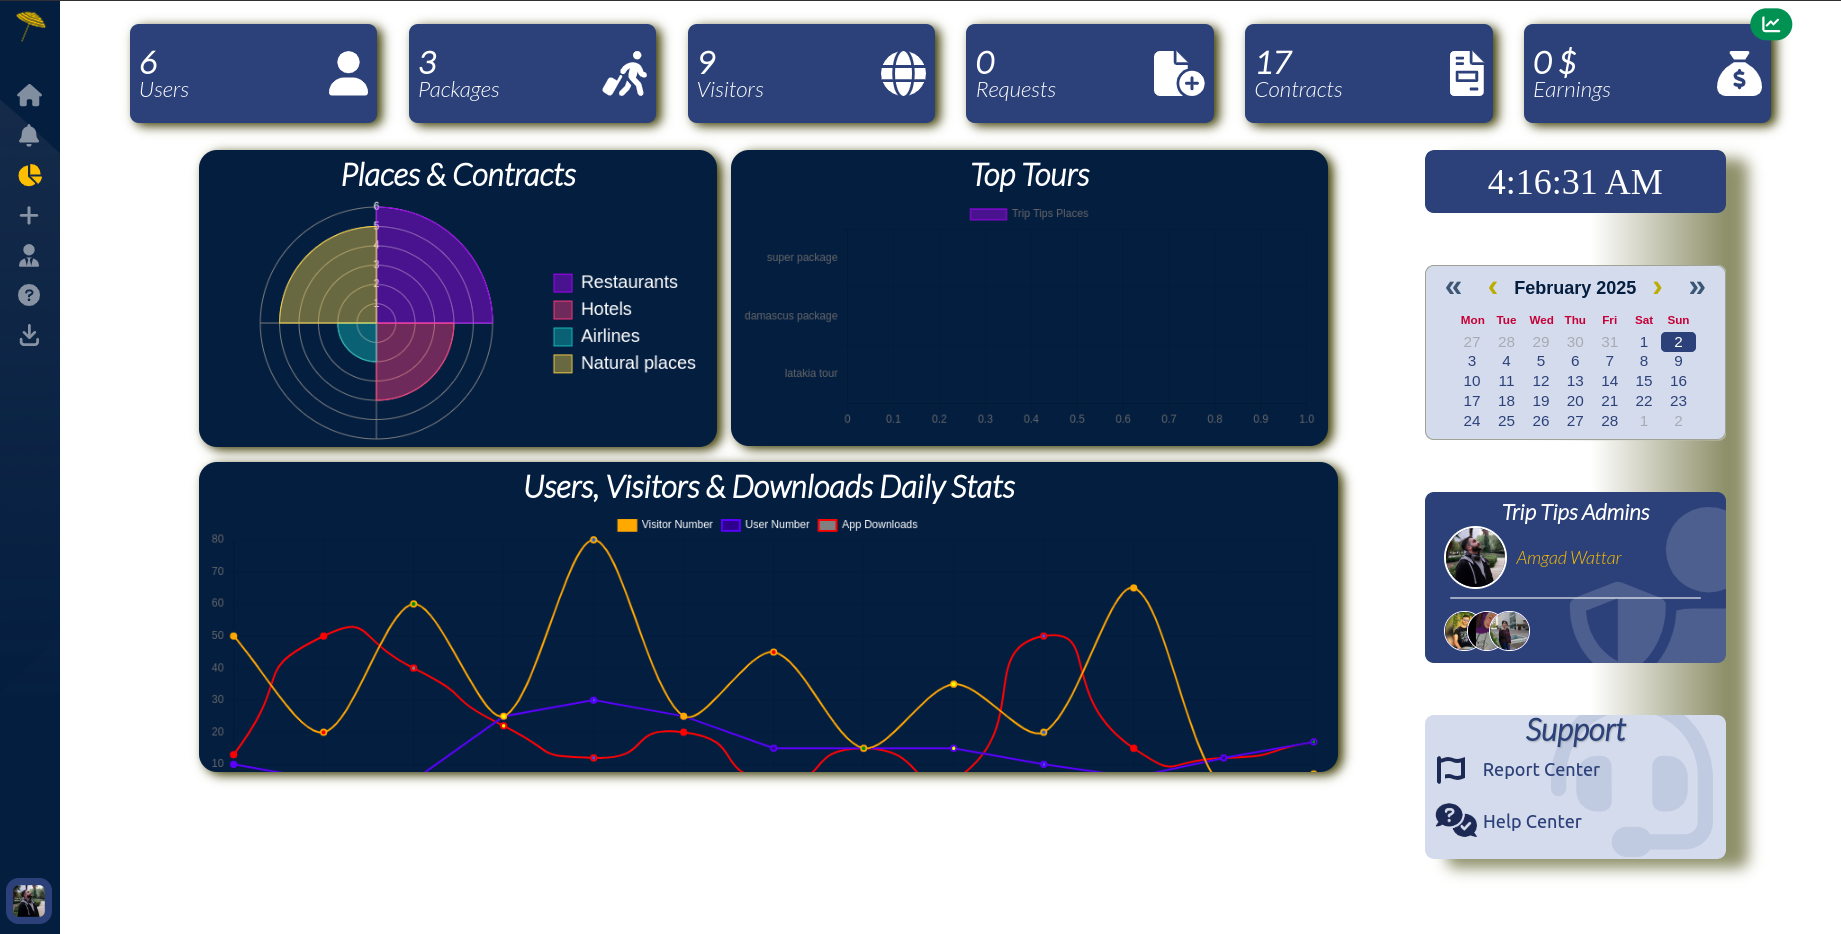 6
Users
3
Packages
9
Visitors
0
Requests
17
Contracts
0 $
Earnings
Places & Contracts
6
5
4
3
2
1
Restaurants
Hotels
Airlines
Natural places
Top Tours
Trip Tips Places
super package
damascus package
latakia tour
0 0.1 0.2 0.3 0.4 0.5 0.6 0.7 0.8 0.9 1.0
Users, Visitors & Downloads Daily Stats
Visitor Number User Number App Downloads
80
70
60
50
40
30
20
10
4:16:31 AM
« ‹ February 2025 › »
Mon Tue Wed Thu Fri Sat Sun
27 28 29 30 31 1 2
3 4 5 6 7 8 9
10 11 12 13 14 15 16
17 18 19 20 21 22 23
24 25 26 27 28 1 2
Trip Tips Admins
Amgad Wattar
Support
Report Center
Help Center